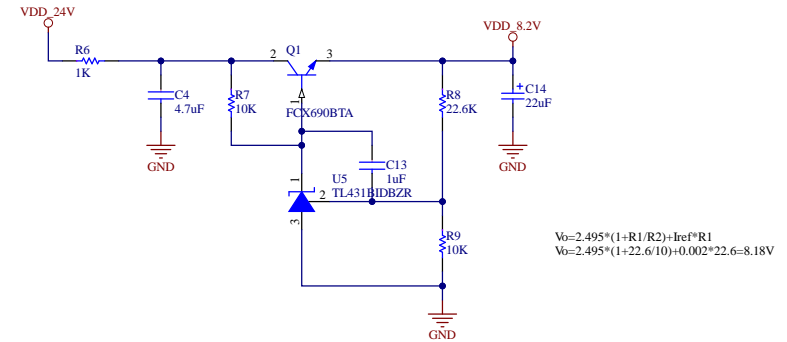 VDD_24V
VDD_8.2V
R6
1K
2
Q1
3
C4
4.7uF
R7
10K
1
FCX690BTA
R8
22.6K
C14
22uF
GND
GND
C13
1uF
1
U5
2
TL431BIDBZR
3
R9
10K
GND
Vo=2.495*(1+R1/R2)+Iref*R1
Vo=2.495*(1+22.6/10)+0.002*22.6=8.18V